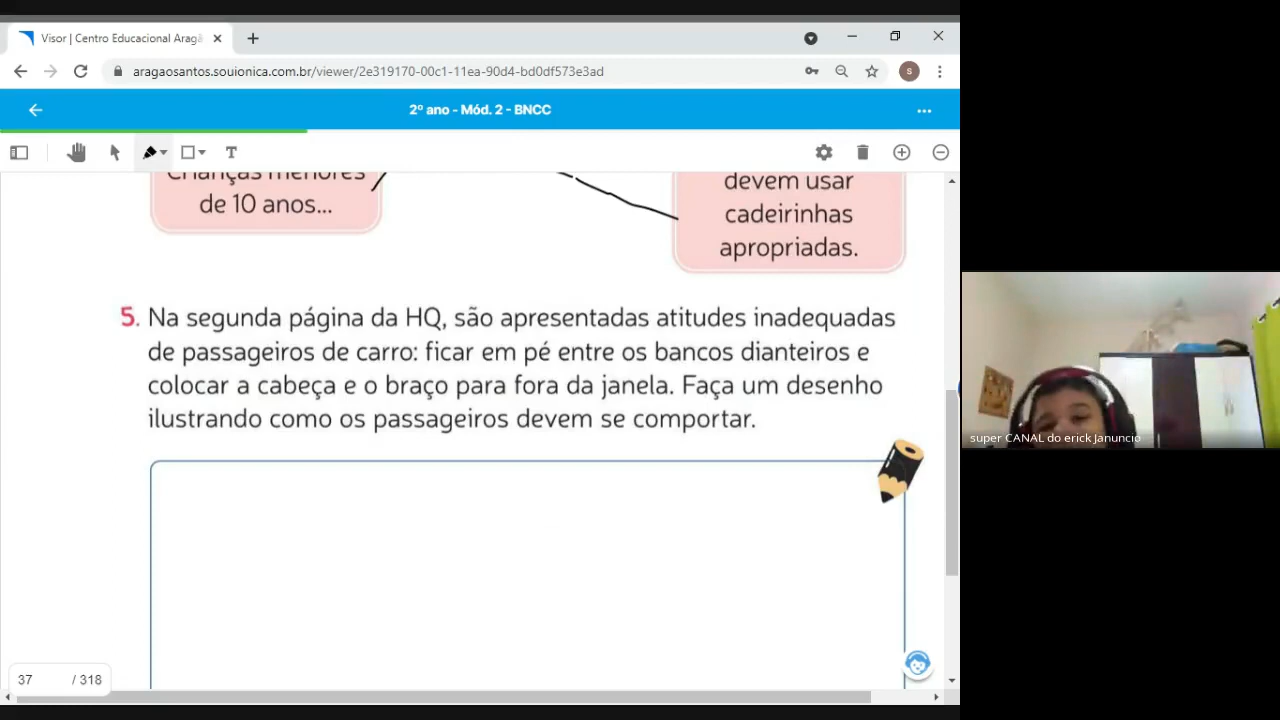 Visor | Centro Educacional Aragã
aragaosantos.souionica.com.br/viewer/2e319170-00c1-11ea-90d4-bd0df573e3ad
S
2º ano - Mód. 2 - BNCC
T
Crianças menores
de 10 anos...
devem usar
cadeirinhas
apropriadas.
5. Na segunda página da HQ, são apresentadas atitudes inadequadas
de passageiros de carro: ficar em pé entre os bancos dianteiros e
colocar a cabeça e o braço para fora da janela. Faça um desenho
ilustrando como os passageiros devem se comportar.
super CANAL do erick Januncio
37 / 318